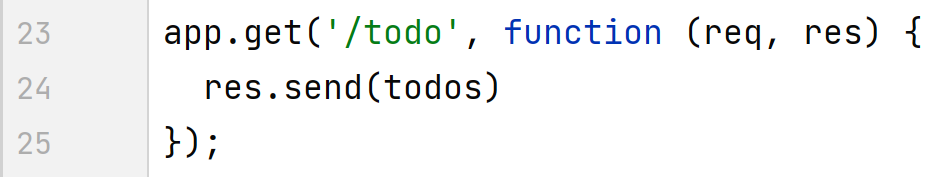 23 app.get('/todo', function (req, res) {
24   res.send(todos)
25 });